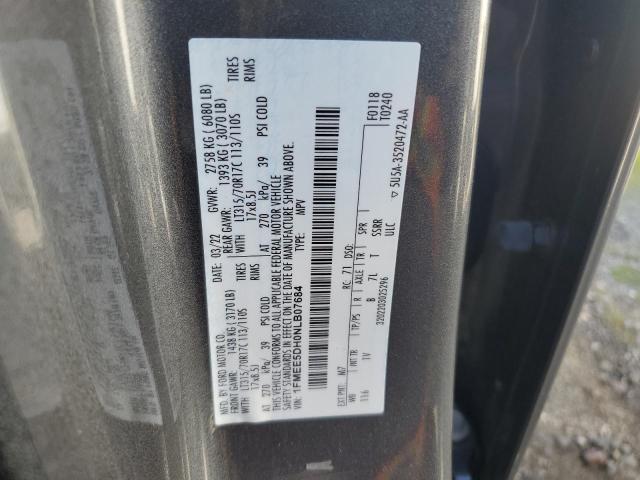 MFD. BY FORD MOTOR CO.
DATE: 03/22 GVWR: 2758 KG ( 6080 LB)
FRONT GAWR: 1438 KG ( 3170 LB) REAR GAWR: 1393 KG ( 3070 LB)
WITH LT315/70R17C 113/110S WITH LT315/70R17C 113/110S TIRES
17x8.5J 17x8.5J RIMS
AT 270 kPa/ 39 PSI COLD AT 270 kPa/ 39 PSI COLD
THIS VEHICLE CONFORMS TO ALL APPLICABLE FEDERAL MOTOR VEHICLE
SAFETY STANDARDS IN EFFECT ON THE DATE OF MANUFACTURE SHOWN ABOVE.
VIN: 1FMEE5DH0NLB07684 TYPE: MPV
F0118
T0240
EXT PNT: M7 RC: 71 DSO:
WB INT TR TP/PS R AXLE TR SPR
116 1V B 7L T SSRR
ULC
3202203025296 ▽ 5U5A-3520472-AA